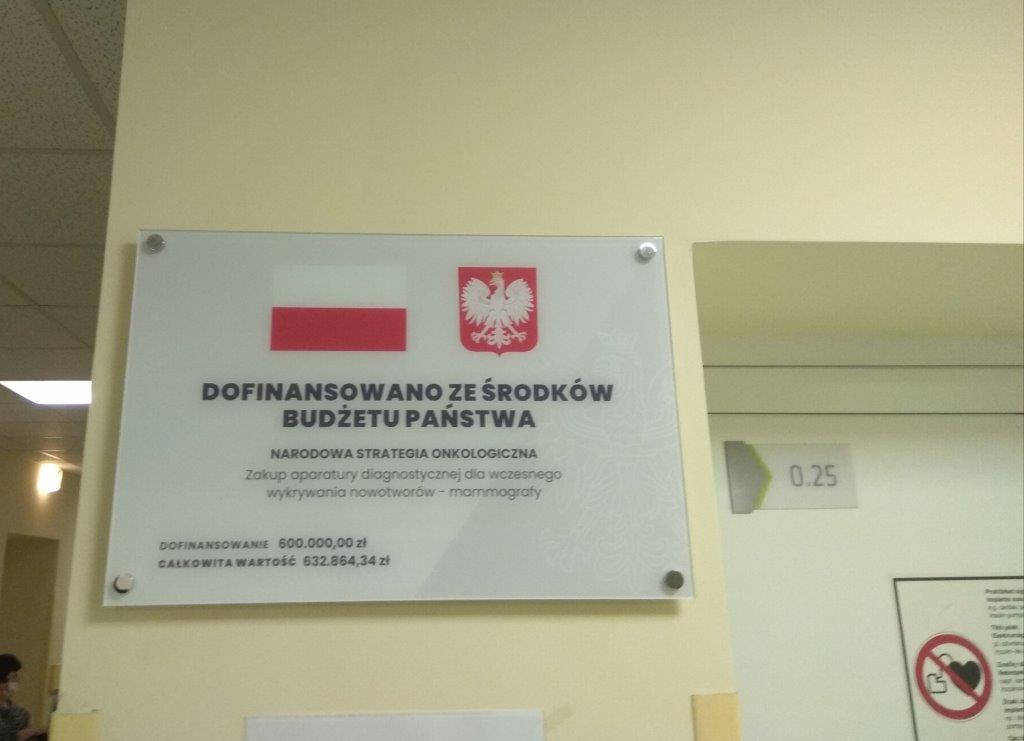 DOFINANSOWANO ZE ŚRODKÓW
BUDŻETU PAŃSTWA
NARODOWA STRATEGIA ONKOLOGICZNA
Zakup aparatury diagnostycznej dla wczesnego
wykrywania nowotworów - mammografy
DOFINANSOWANIE 600.000,00 zł
CAŁKOWITA WARTOŚĆ 632.864,34 zł
0.25